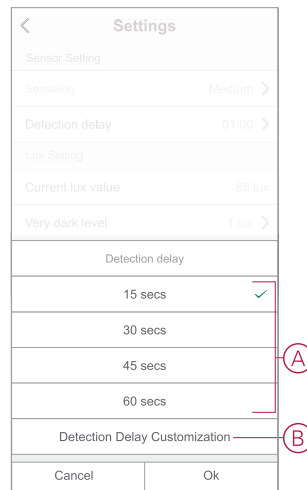 Settings
Sensor Setting
Sensitivity Medium
Detection delay 01:00
Lux Setting
Current lux value 85 lux
Very dark level 1 lux
Detection delay
15 secs
30 secs
45 secs
60 secs
A
Detection Delay Customization
B
Cancel Ok